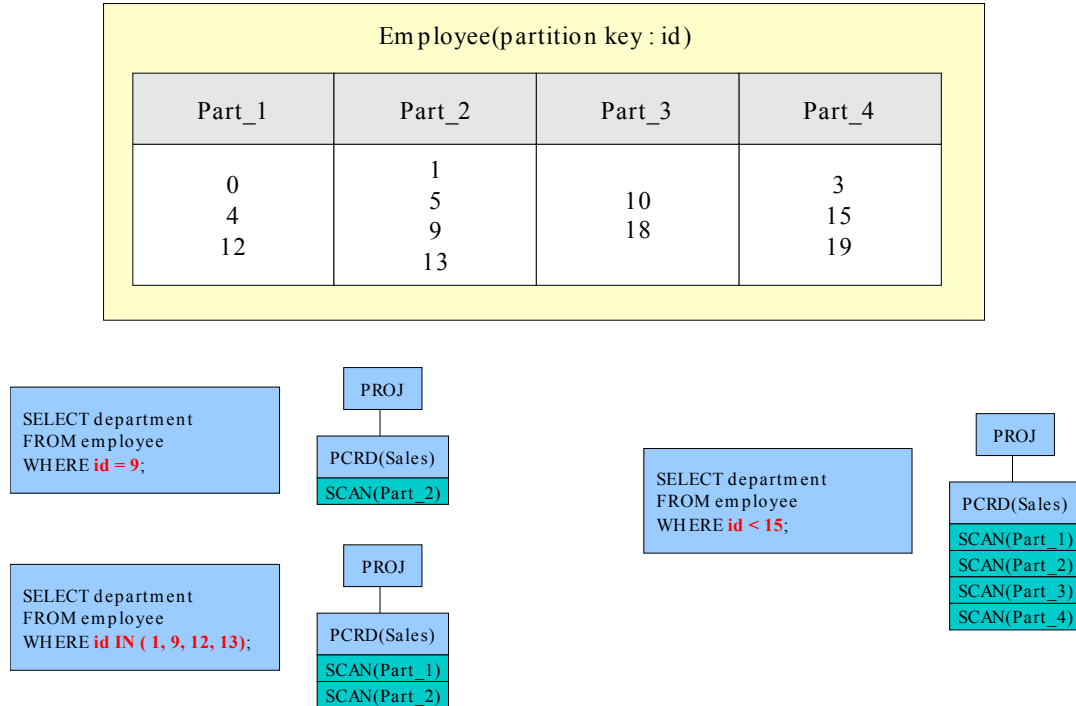 Employee(partition key : id)
Part_1 Part_2 Part_3 Part_4
0
4
12
1
5
9
13
10
18
3
15
19
SELECT department
FROM employee
WHERE id = 9;
PROJ
PCRD(Sales)
SCAN(Part_2)
SELECT department
FROM employee
WHERE id < 15;
PROJ
PCRD(Sales)
SCAN(Part_1)
SCAN(Part_2)
SCAN(Part_3)
SCAN(Part_4)
SELECT department
FROM employee
WHERE id IN ( 1, 9, 12, 13);
PROJ
PCRD(Sales)
SCAN(Part_1)
SCAN(Part_2)